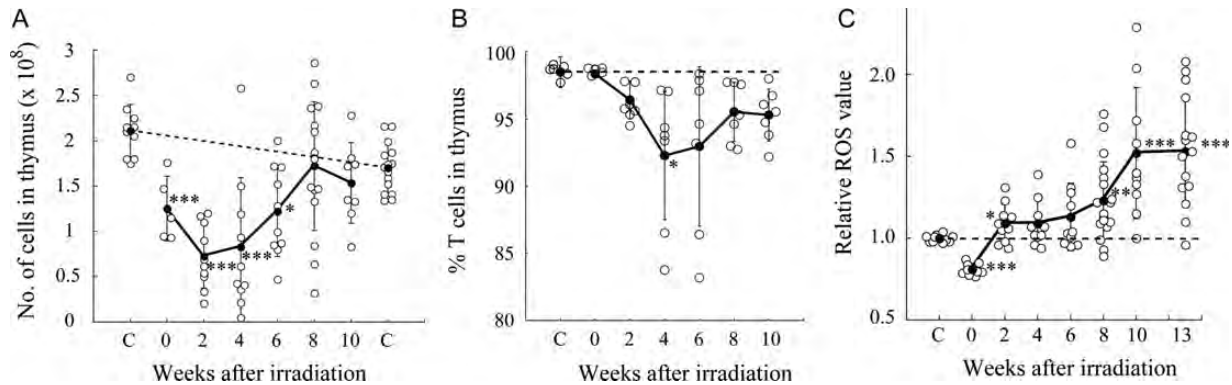 A
No. of cells in thymus (x 10⁸)
3
2.5
2
1.5
1
0.5
0
***
***
***
*
C 0 2 4 6 8 10 C
Weeks after irradiation
B
% T cells in thymus
100
95
90
85
80
*
C 0 2 4 6 8 10
Weeks after irradiation
C
Relative ROS value
2.0
1.5
1.0
0.5
***
*
**
***
***
C 0 2 4 6 8 10 13
Weeks after irradiation